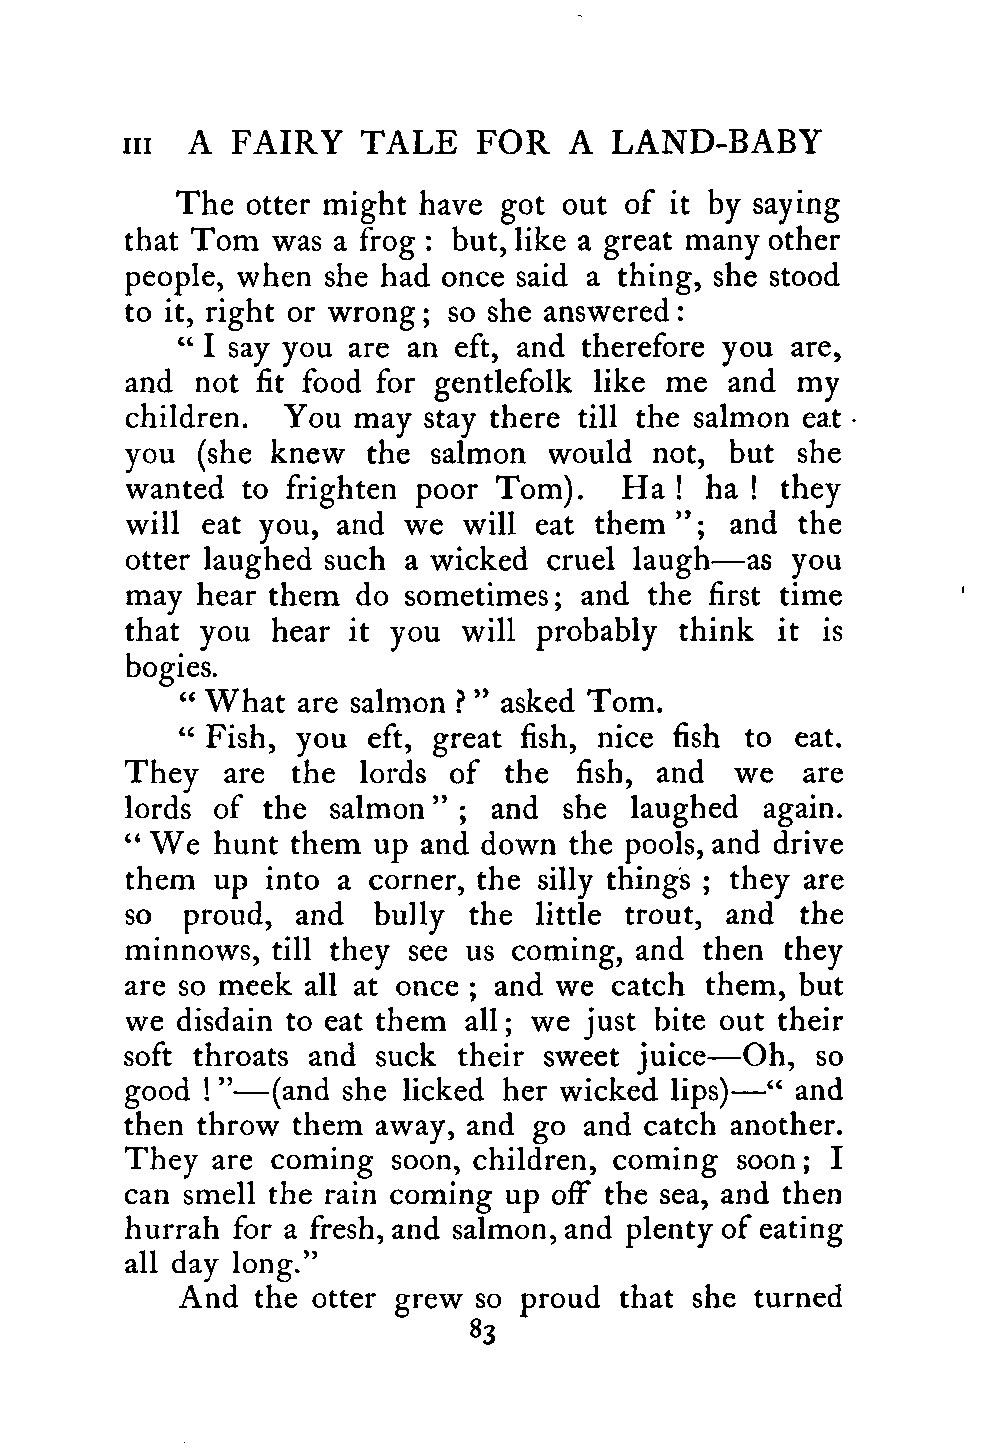 III A FAIRY TALE FOR A LAND-BABY
The otter might have got out of it by saying
that Tom was a frog : but, like a great many other
people, when she had once said a thing, she stood
to it, right or wrong ; so she answered :
“ I say you are an eft, and therefore you are,
and not fit food for gentlefolk like me and my
children. You may stay there till the salmon eat
you (she knew the salmon would not, but she
wanted to frighten poor Tom). Ha ! ha ! they
will eat you, and we will eat them ” ; and the
otter laughed such a wicked cruel laugh—as you
may hear them do sometimes ; and the first time
that you hear it you will probably think it is
bogies.
“ What are salmon ? ” asked Tom.
“ Fish, you eft, great fish, nice fish to eat.
They are the lords of the fish, and we are
lords of the salmon ” ; and she laughed again.
“ We hunt them up and down the pools, and drive
them up into a corner, the silly things ; they are
so proud, and bully the little trout, and the
minnows, till they see us coming, and then they
are so meek all at once ; and we catch them, but
we disdain to eat them all ; we just bite out their
soft throats and suck their sweet juice—Oh, so
good ! ”—(and she licked her wicked lips)—“ and
then throw them away, and go and catch another.
They are coming soon, children, coming soon ; I
can smell the rain coming up off the sea, and then
hurrah for a fresh, and salmon, and plenty of eating
all day long.”
And the otter grew so proud that she turned
83